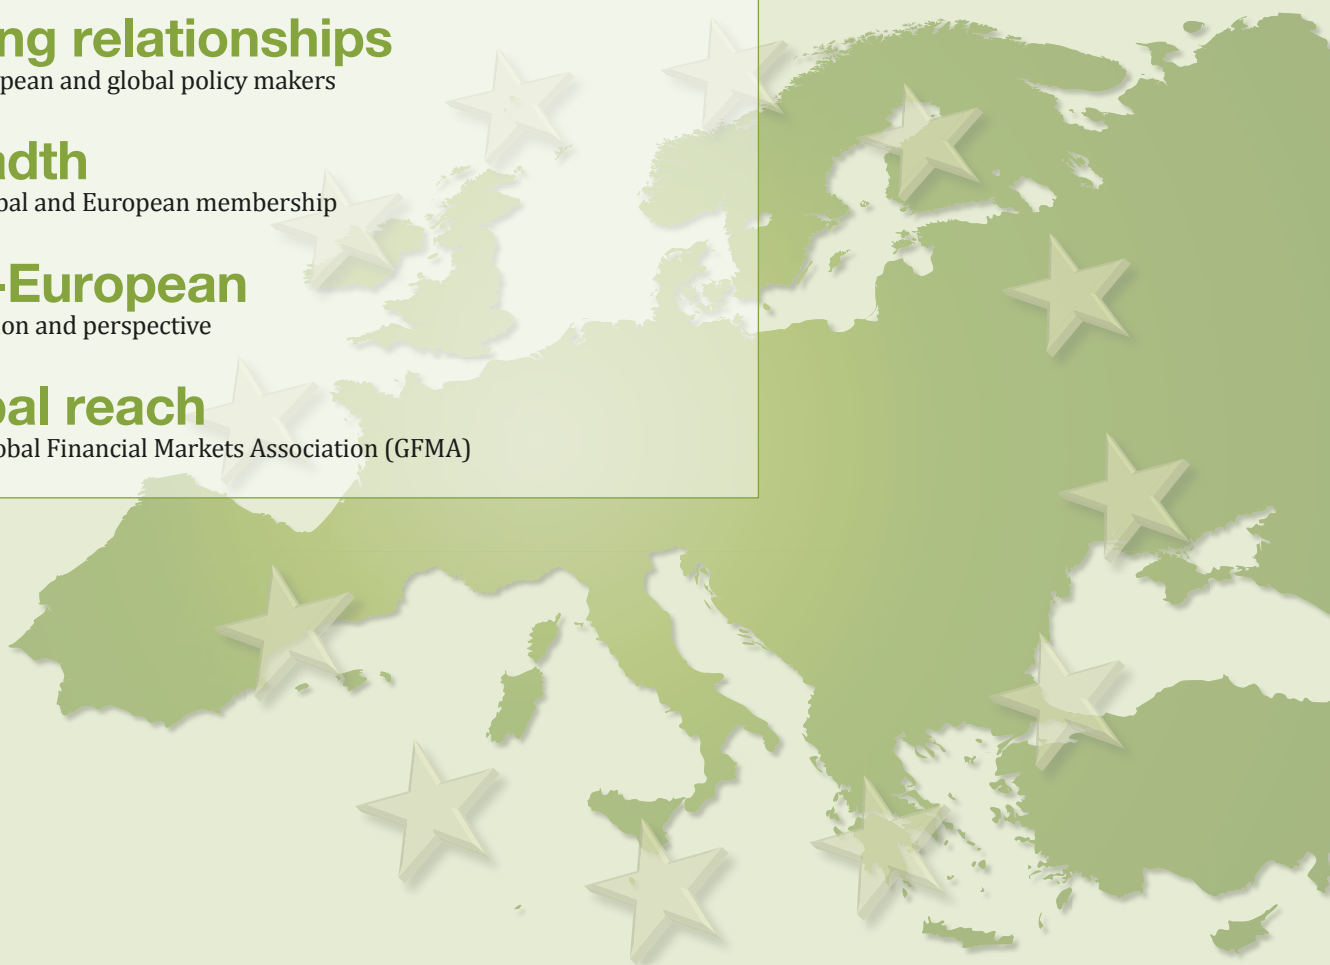 ng relationships
pean and global policy makers
dth
bal and European membership
-European
on and perspective
bal reach
obal Financial Markets Association (GFMA)